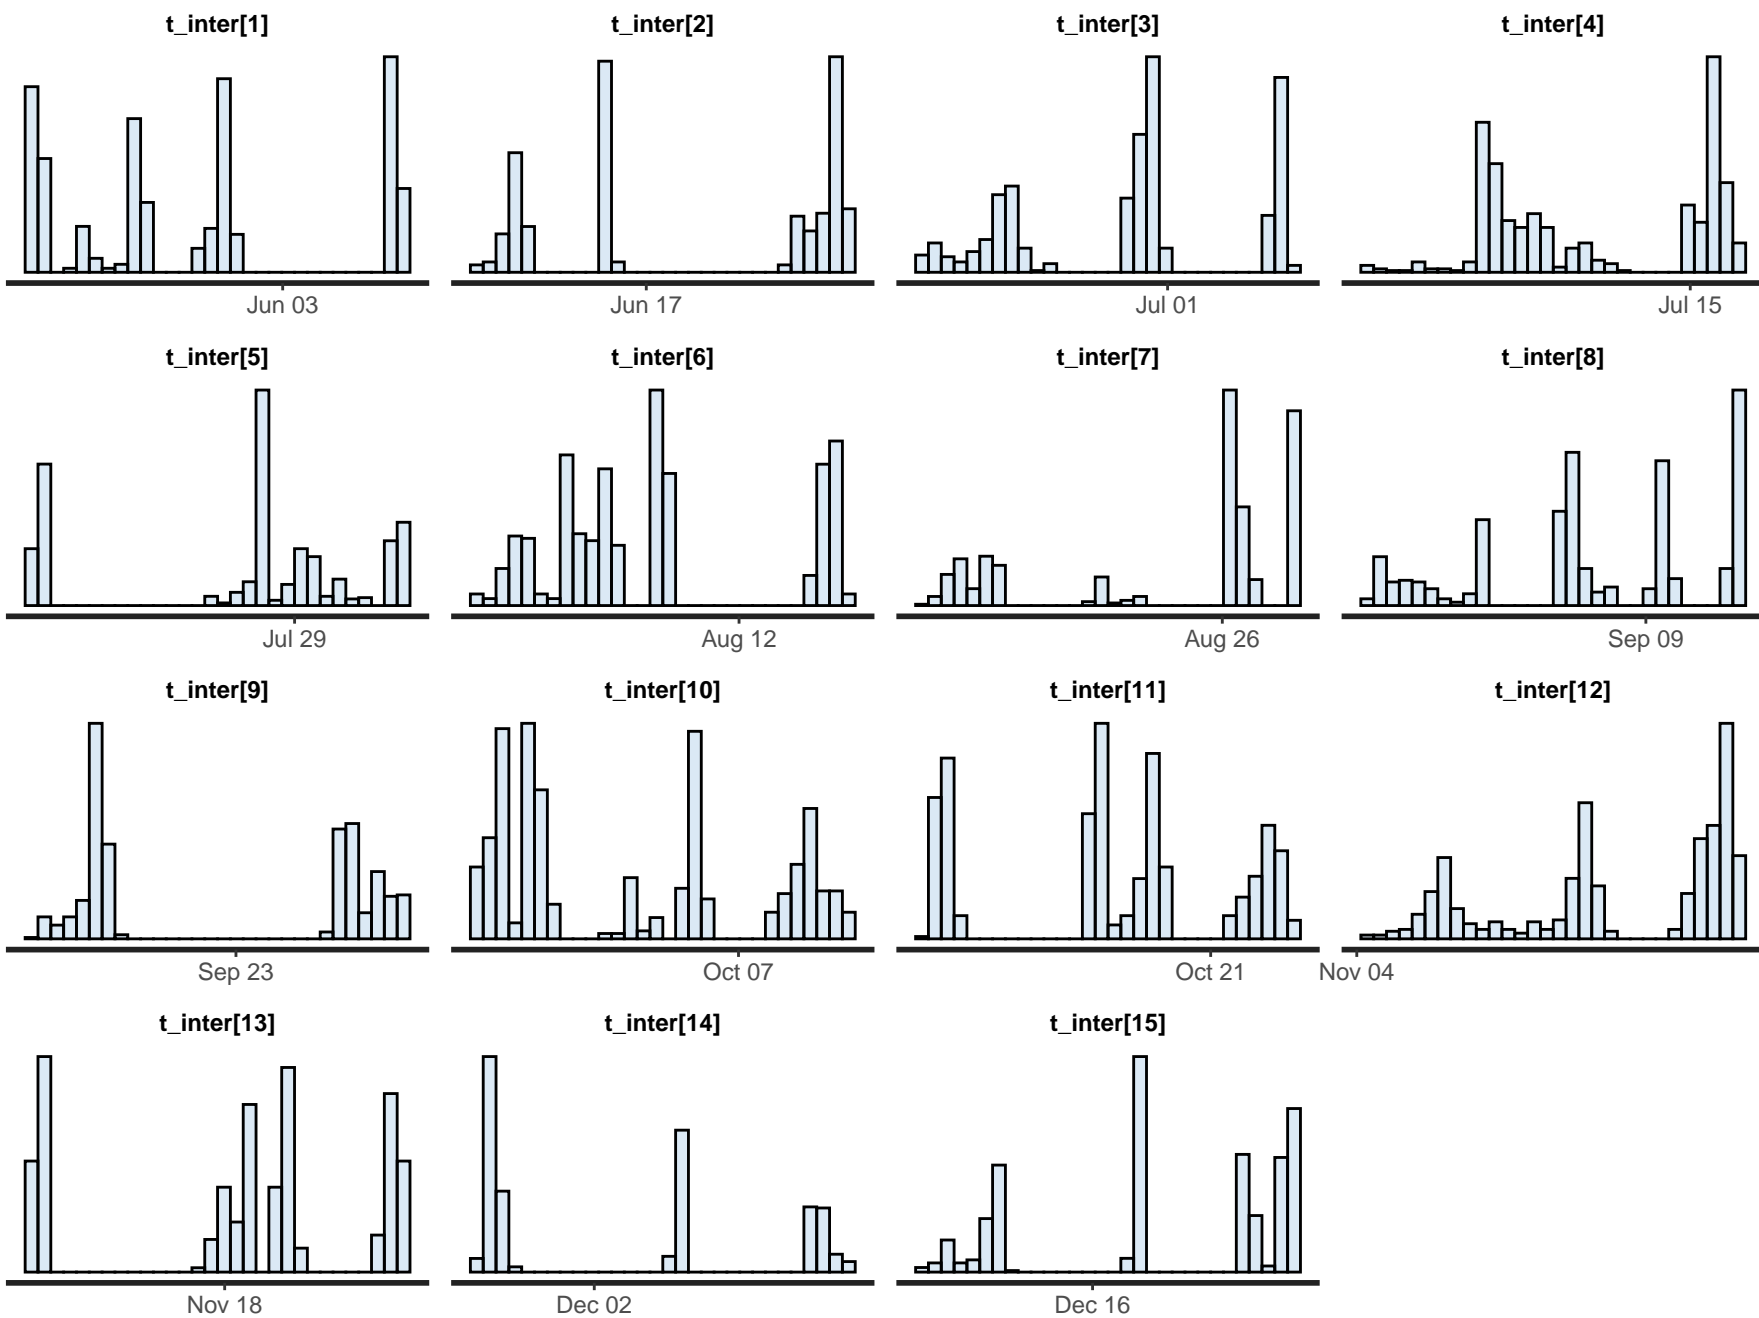 t_inter[1] t_inter[2] t_inter[3] t_inter[4]
Jun 03 Jun 17 Jul 01 Jul 15
t_inter[5] t_inter[6] t_inter[7] t_inter[8]
Jul 29 Aug 12 Aug 26 Sep 09
t_inter[9] t_inter[10] t_inter[11] t_inter[12]
Sep 23 Oct 07 Oct 21 Nov 04
t_inter[13] t_inter[14] t_inter[15]
Nov 18 Dec 02 Dec 16